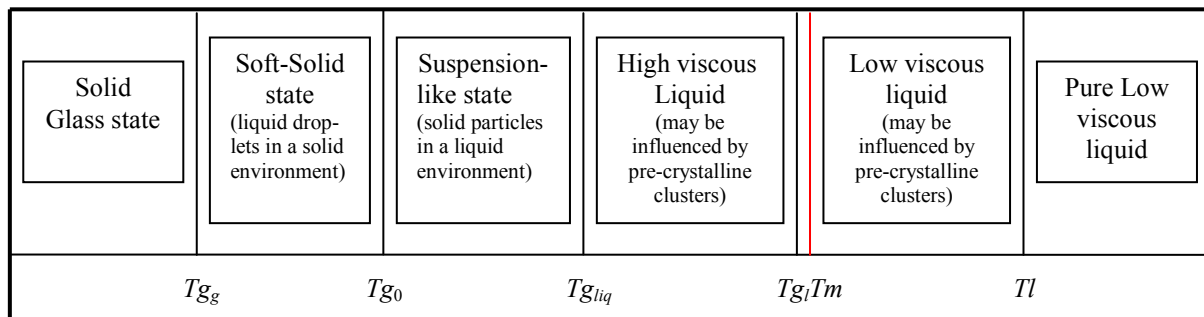 Solid
Glass state
Soft-Solid
state
(liquid drop-
lets in a solid
environment)
Suspension-
like state
(solid particles
in a liquid
environment)
High viscous
Liquid
(may be
influenced by
pre-crystalline
clusters)
Low viscous
liquid
(may be
influenced by
pre-crystalline
clusters)
Pure Low
viscous
liquid
Tgg Tg0 Tgliq TglTm Tl